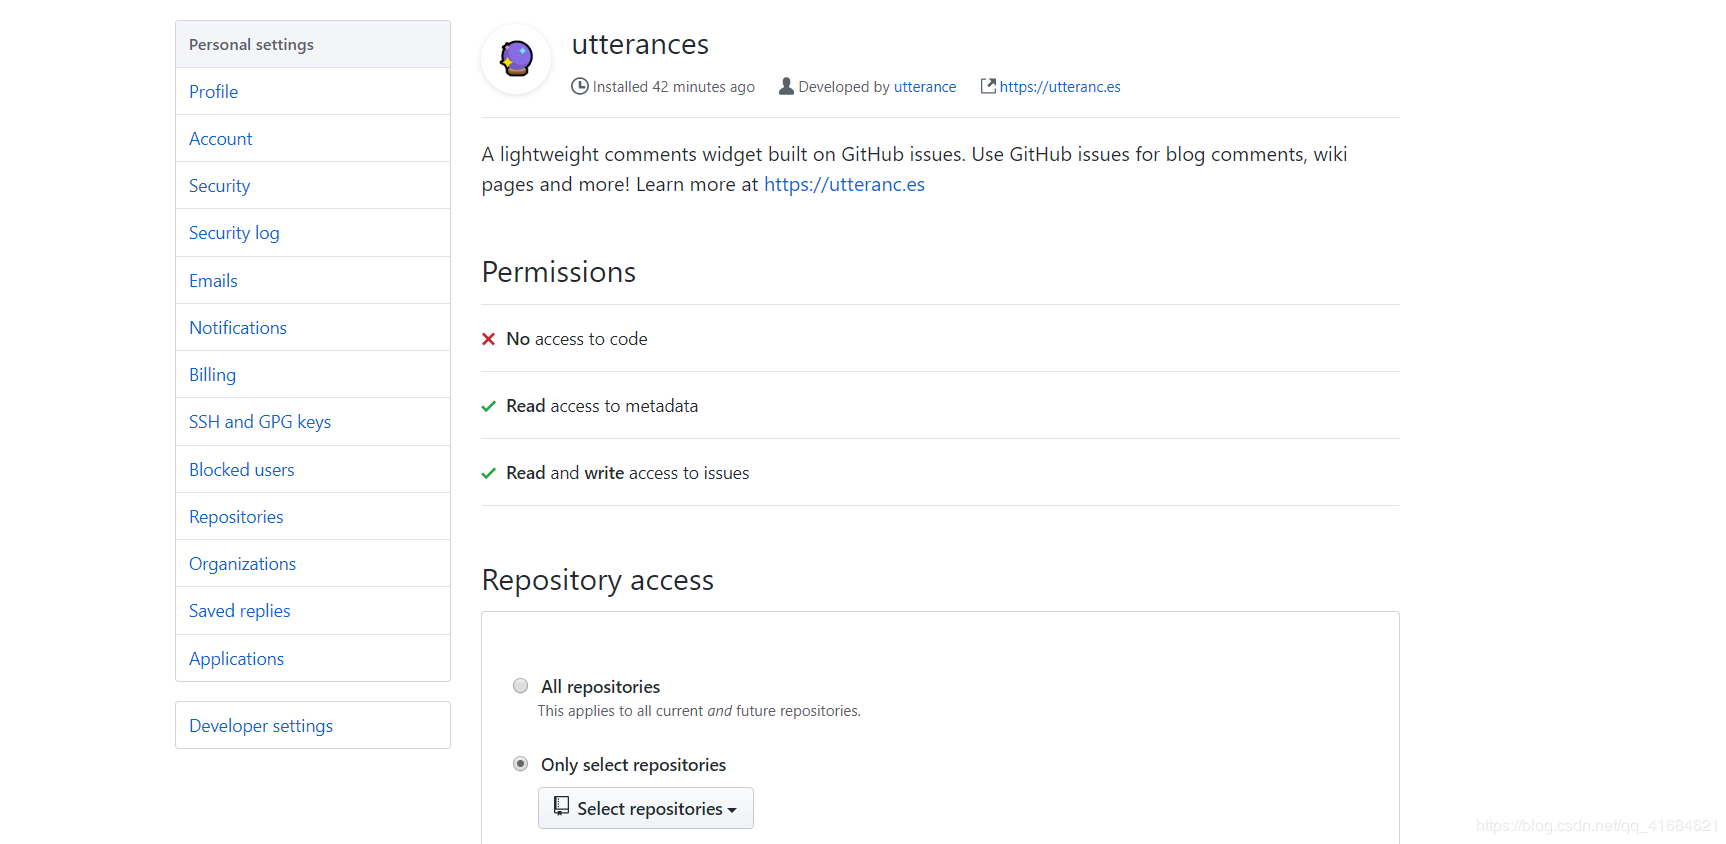 Personal settings
Profile
Account
Security
Security log
Emails
Notifications
Billing
SSH and GPG keys
Blocked users
Repositories
Organizations
Saved replies
Applications
Developer settings
utterances
Installed 42 minutes ago Developed by utterance https://utteranc.es
A lightweight comments widget built on GitHub issues. Use GitHub issues for blog comments, wiki
pages and more! Learn more at https://utteranc.es
Permissions
No access to code
Read access to metadata
Read and write access to issues
Repository access
All repositories
This applies to all current and future repositories.
Only select repositories
Select repositories
https://blog.csdn.net/qq_41684621